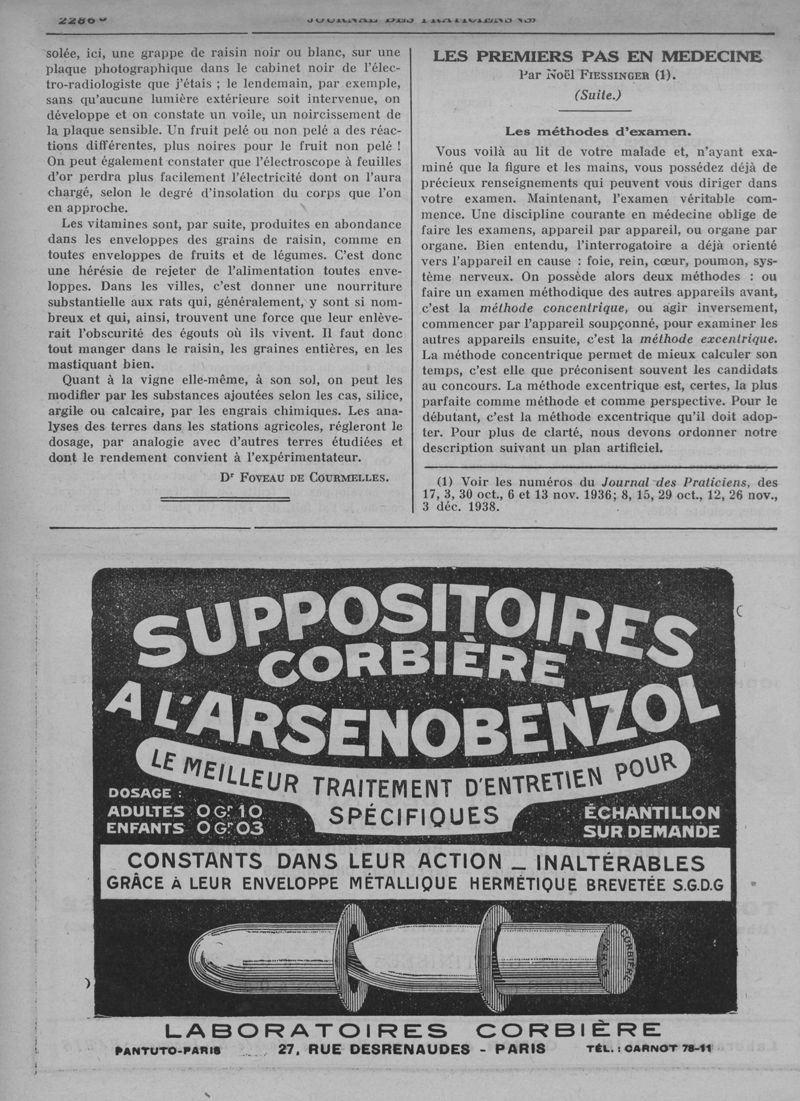 solée, ici, une grappe de raisin noir ou blanc, sur une
plaque photographique dans le cabinet noir de l'élec-
tro-radiologiste que j'étais ; le lendemain, par exemple,
sans qu'aucune lumière extérieure soit intervenue, on
développe et on constate un voile, un noircissement de
la plaque sensible. Un fruit pelé ou non pelé a des réac-
tions différentes, plus noires pour le fruit non pelé !
On peut également constater que l'électroscope à feuilles
d'or perdra plus facilement l'électricité dont on l'aura
chargé, selon le degré d'insolation du corps que l'on
en approche.
Les vitamines sont, par suite, produites en abondance
dans les enveloppes des grains de raisin, comme en
toutes enveloppes de fruits et de légumes. C'est donc
une hérésie de rejeter de l'alimentation toutes enve-
loppes. Dans les villes, c'est donner une nourriture
substantielle aux rats qui, généralement, y sont si nom-
breux et qui, ainsi, trouvent une force que leur enlève-
rait l'obscurité des égouts où ils vivent. Il faut donc
tout manger dans le raisin, les graines entières, en les
mastiquant bien.
Quant à la vigne elle-même, à son sol, on peut les
modifier par les substances ajoutées selon les cas, silice,
argile ou calcaire, par les engrais chimiques. Les ana-
lyses des terres dans les stations agricoles, régleront le
dosage, par analogie avec d'autres terres étudiées et
dont le rendement convient à l'expérimentateur.
Dr FOVEAU DE COURMELLES.
LES PREMIERS PAS EN MEDECINE
Par Noël FIESSINGER (1).
(Suite.)
Les méthodes d'examen.
Vous voilà au lit de votre malade et, n'ayant exa-
miné que la figure et les mains, vous possédez déjà de
précieux renseignements qui peuvent vous diriger dans
votre examen. Maintenant, l'examen véritable com-
mence. Une discipline courante en médecine oblige de
faire les examens, appareil par appareil, ou organe par
organe. Bien entendu, l'interrogatoire a déjà orienté
vers l'appareil en cause : foie, rein, cœur, poumon, sys-
tème nerveux. On possède alors deux méthodes : ou
faire un examen méthodique des autres appareils avant,
c'est la méthode concentrique, ou agir inversement,
commencer par l'appareil soupçonné, pour examiner les
autres appareils ensuite, c'est la méthode excentrique.
La méthode concentrique permet de mieux calculer son
temps, c'est elle que préconisent souvent les candidats
au concours. La méthode excentrique est, certes, la plus
parfaite comme méthode et comme perspective. Pour le
débutant, c'est la méthode excentrique qu'il doit adop-
ter. Pour plus de clarté, nous devons ordonner notre
description suivant un plan artificiel.
(1) Voir les numéros du Journal des Praticiens, des
17, 3, 30 oct., 6 et 13 nov. 1936; 8, 15, 29 oct., 12, 26 nov.,
3 déc. 1938.
SUPPOSITOIRES
CORBIÈRE
A L'ARSENOBENZOL
LE MEILLEUR TRAITEMENT D'ENTRETIEN POUR
SPÉCIFIQUES
DOSAGE :
ADULTES 0 Gr 10
ENFANTS 0 Gr 03
ÉCHANTILLON
SUR DEMANDE
CONSTANTS DANS LEUR ACTION _ INALTÉRABLES
GRÂCE À LEUR ENVELOPPE MÉTALLIQUE HERMÉTIQUE BREVETÉE S.G.D.G
CORBIÈRE
PARIS
LABORATOIRES CORBIÈRE
PANTUTO-PARIS 27, RUE DESRENAUDES - PARIS TÉL. : CARNOT 78-11